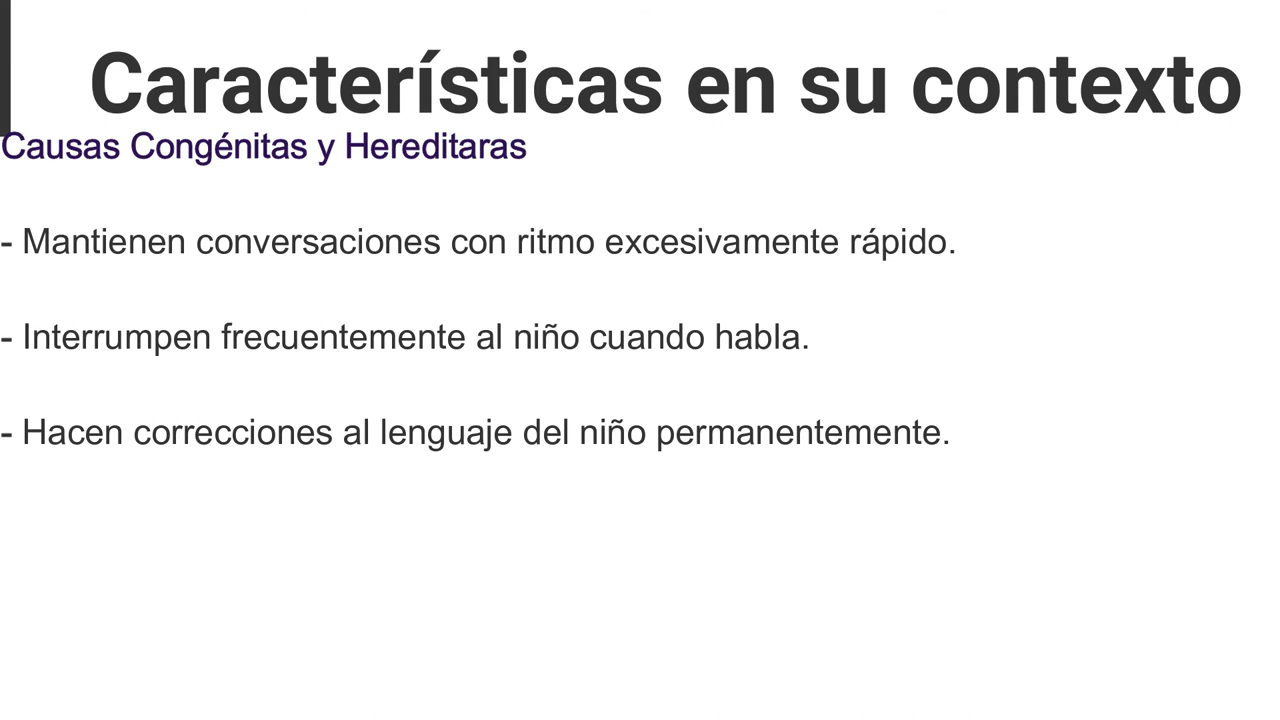 Características en su contexto
Causas Congénitas y Hereditaras
- Mantienen conversaciones con ritmo excesivamente rápido.
- Interrumpen frecuentemente al niño cuando habla.
- Hacen correcciones al lenguaje del niño permanentemente.